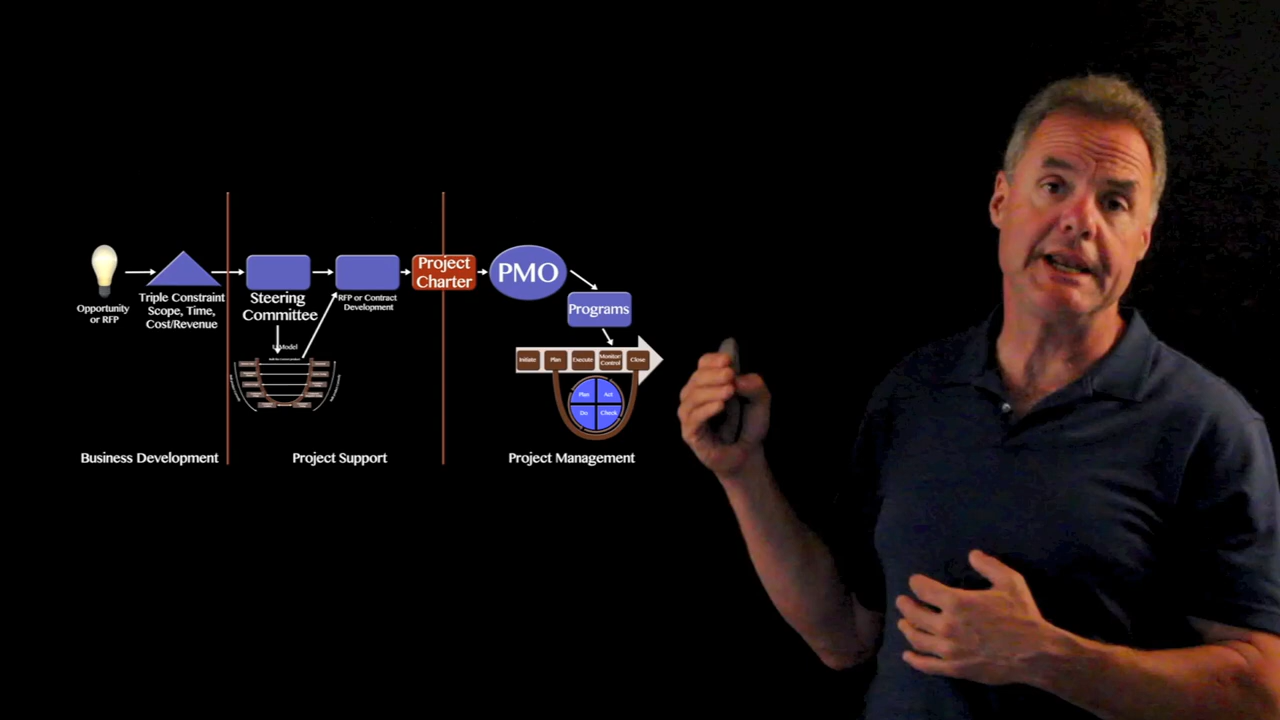 Opportunity
or RFP
Triple Constraint
Scope, Time,
Cost/Revenue
Steering
Committee
Model
RFP or Contract
Development
Project
Charter
PMO
Programs
Initiate
Plan
Execute
Monitor/
Control
Close
Plan
Act
Do
Check
Business Development
Project Support
Project Management